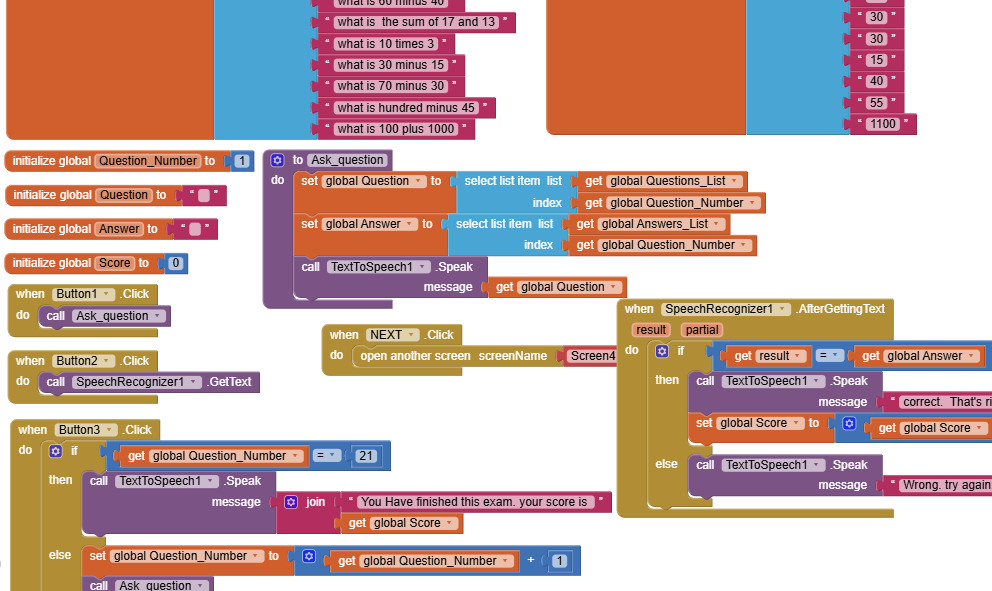 what is 60 minus 40
" what is the sum of 17 and 13 "
" what is 10 times 3 "
" what is 30 minus 15 "
" what is 70 minus 30 "
" what is hundred minus 45 "
" what is 100 plus 1000 "
" 30 "
" 30 "
" 15 "
" 40 "
" 55 "
" 1100 "
initialize global Question_Number to 1
initialize global Question to " "
initialize global Answer to " "
initialize global Score to 0
to Ask_question
do set global Question to select list item list get global Questions_List
index get global Question_Number
set global Answer to select list item list get global Answers_List
index get global Question_Number
call TextToSpeech1 .Speak
message get global Question
when Button1 .Click
do call Ask_question
when Button2 .Click
do call SpeechRecognizer1 .GetText
when NEXT .Click
do open another screen screenName Screen4
when SpeechRecognizer1 .AfterGettingText
result partial
do if get result = get global Answer
then call TextToSpeech1 .Speak
message " correct. That's ri
set global Score to get global Score
else call TextToSpeech1 .Speak
message " Wrong. try again
when Button3 .Click
do if get global Question_Number = 21
then call TextToSpeech1 .Speak
message join " You Have finished this exam. your score is "
get global Score
else set global Question_Number to get global Question_Number + 1
call Ask_question